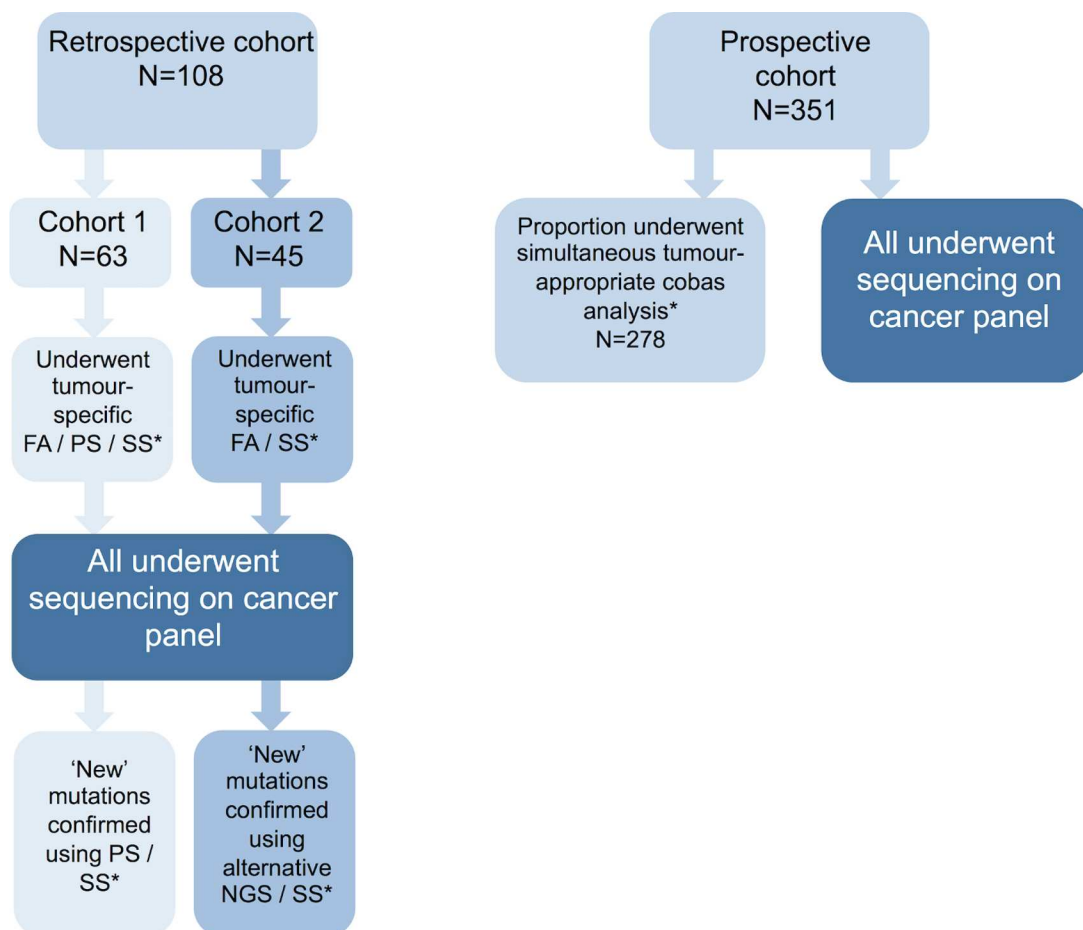 Retrospective cohort
N=108
Cohort 1
N=63
Cohort 2
N=45
Underwent
tumour-
specific
FA / PS / SS*
Underwent
tumour-
specific
FA / SS*
All underwent
sequencing on cancer
panel
‘New’
mutations
confirmed
using PS /
SS*
‘New’
mutations
confirmed
using
alternative
NGS / SS*
Prospective
cohort
N=351
Proportion underwent
simultaneous tumour-
appropriate cobas
analysis*
N=278
All underwent
sequencing on
cancer panel